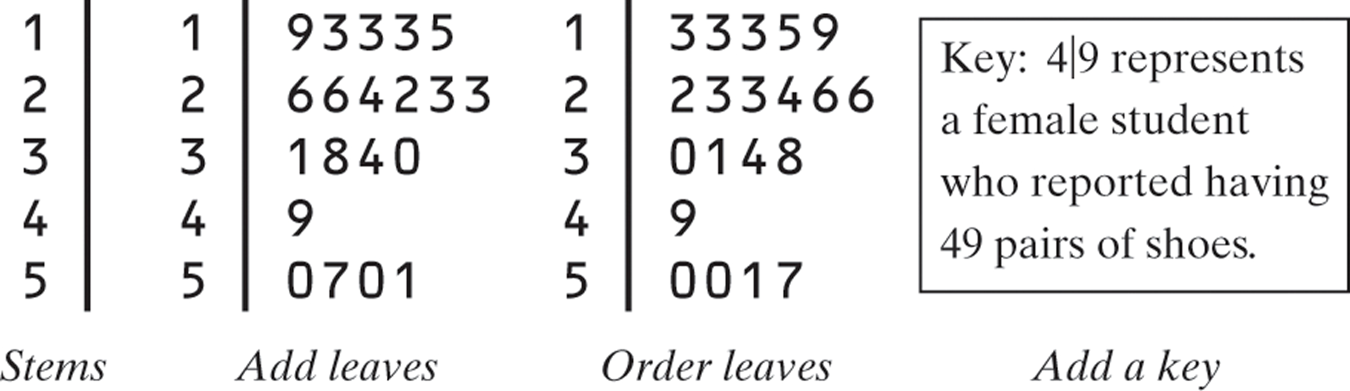 1 1 93335 1 33359
2 2 664233 2 233466
3 3 1840 3 0148
4 4 9 4 9
5 5 0701 5 0017
Key: 4|9 represents
a female student
who reported having
49 pairs of shoes.
Stems Add leaves Order leaves Add a key